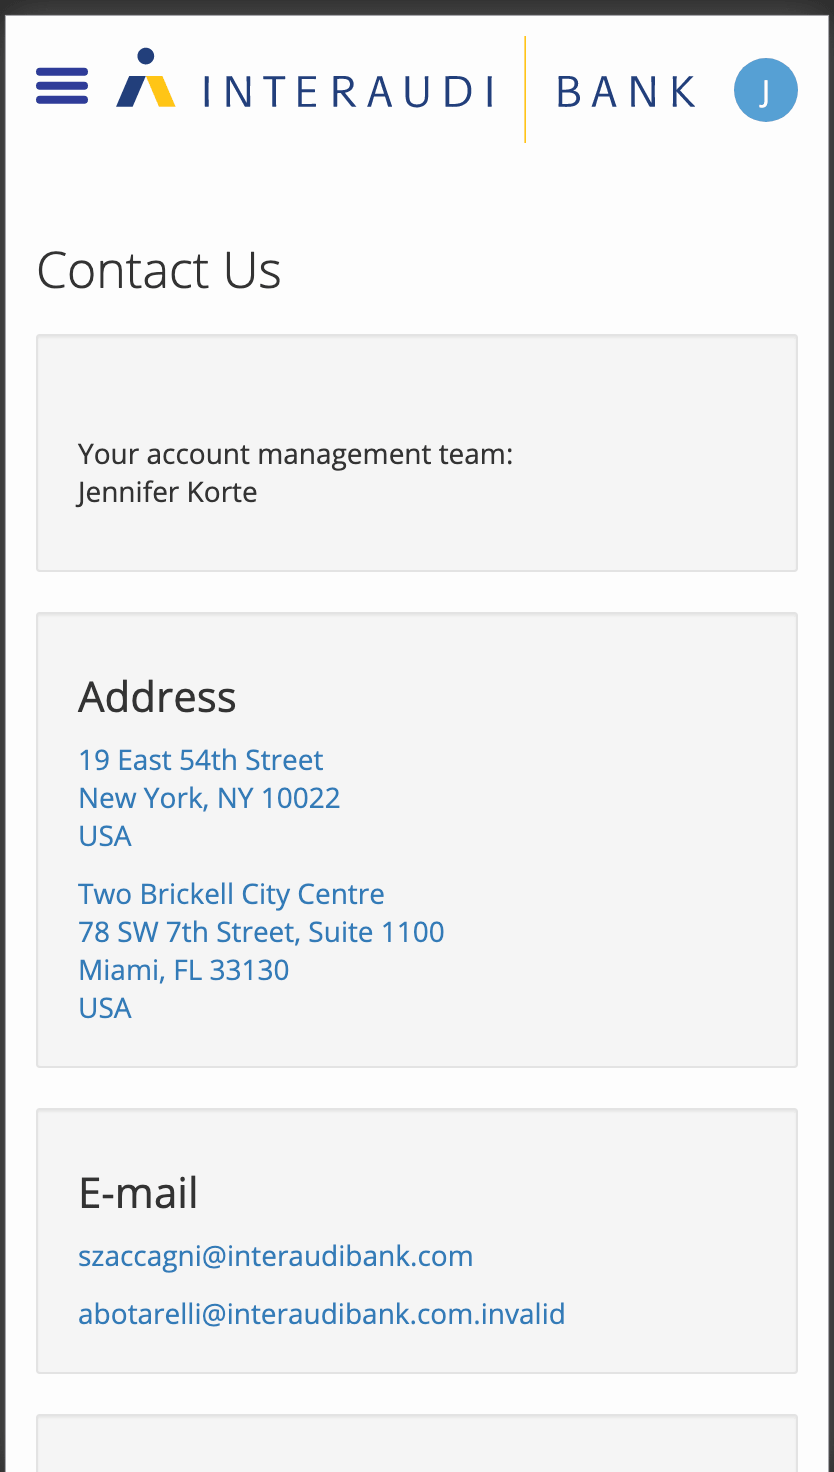 INTERAUDI BANK
J
Contact Us
Your account management team:
Jennifer Korte
Address
19 East 54th Street
New York, NY 10022
USA
Two Brickell City Centre
78 SW 7th Street, Suite 1100
Miami, FL 33130
USA
E-mail
szaccagni@interaudibank.com
abotarelli@interaudibank.com.invalid